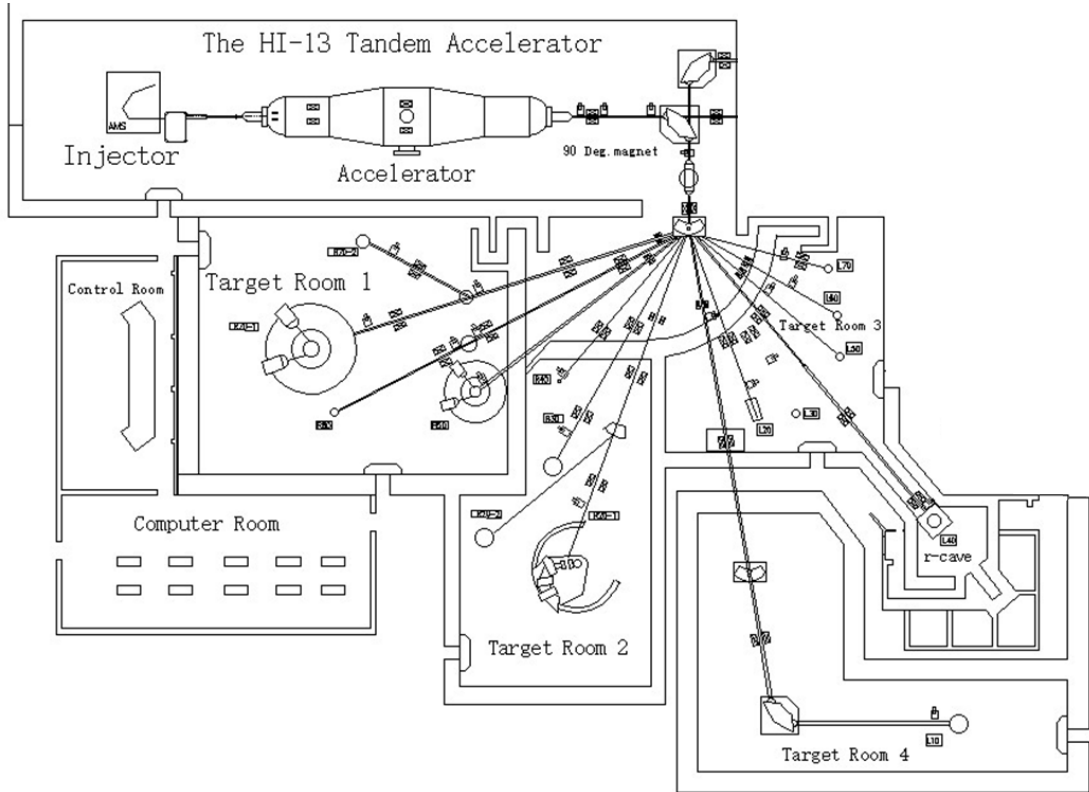 The HI-13 Tandem Accelerator
AMS
Injector
Accelerator
90 Deg.magnet
Target Room 1
Control Room
L70
L60
Target Room 3
L50
R40
L30
L20
Computer Room
L40
r-cave
Target Room 2
Target Room 4
L10